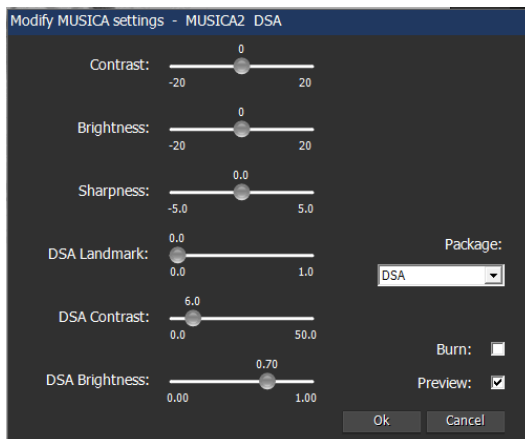 Modify MUSICA settings - MUSICA2 DSA
0
Contrast:
-20 20
0
Brightness:
-20 20
0.0
Sharpness:
-5.0 5.0
0.0
DSA Landmark:
0.0 1.0
Package:
DSA
6.0
DSA Contrast:
0.0 50.0
Burn:
0.70
DSA Brightness:
0.00 1.00
Preview:
Ok Cancel